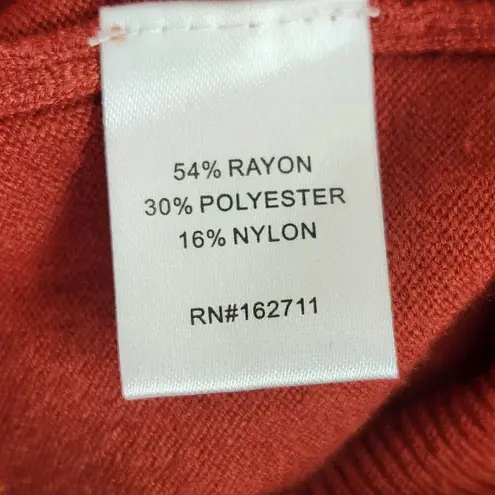 54% RAYON
30% POLYESTER
16% NYLON
RN#162711